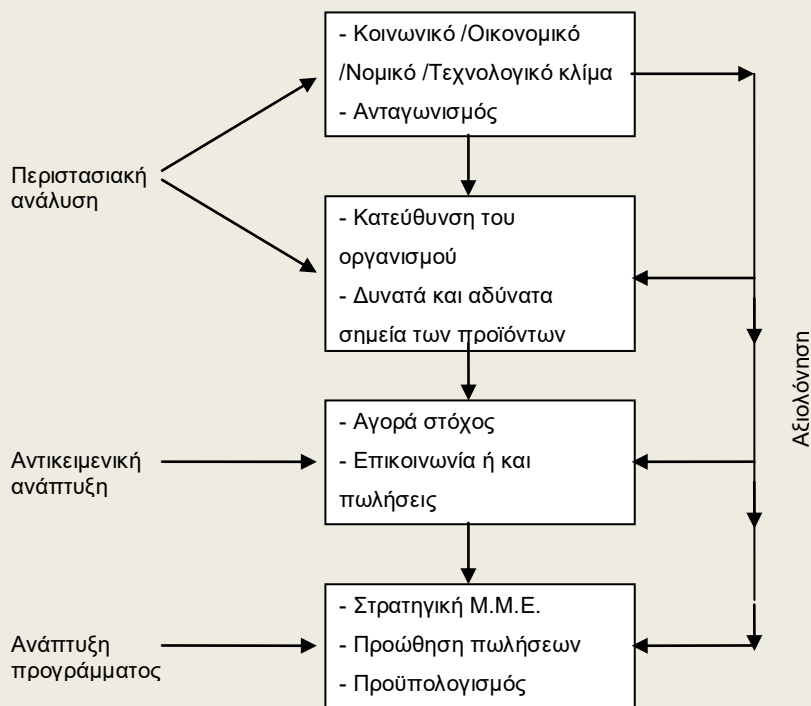 - Κοινωνικό /Οικονομικό
/Νομικό /Τεχνολογικό κλίμα
- Ανταγωνισμός
Περιστασιακή
ανάλυση
- Κατεύθυνση του
οργανισμού
- Δυνατά και αδύνατα
σημεία των προϊόντων
Αξιολόγηση
- Αγορά στόχος
- Επικοινωνία ή και
πωλήσεις
Αντικειμενική
ανάπτυξη
- Στρατηγική Μ.Μ.Ε.
- Προώθηση πωλήσεων
- Προϋπολογισμός
Ανάπτυξη
προγράμματος